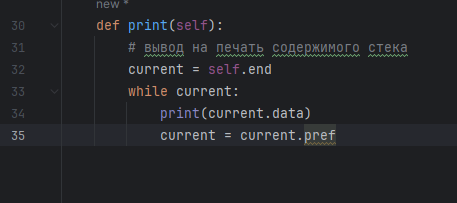 new *
30 def print(self):
31 # вывод на печать содержимого стека
32 current = self.end
33 while current:
34 print(current.data)
35 current = current.pref